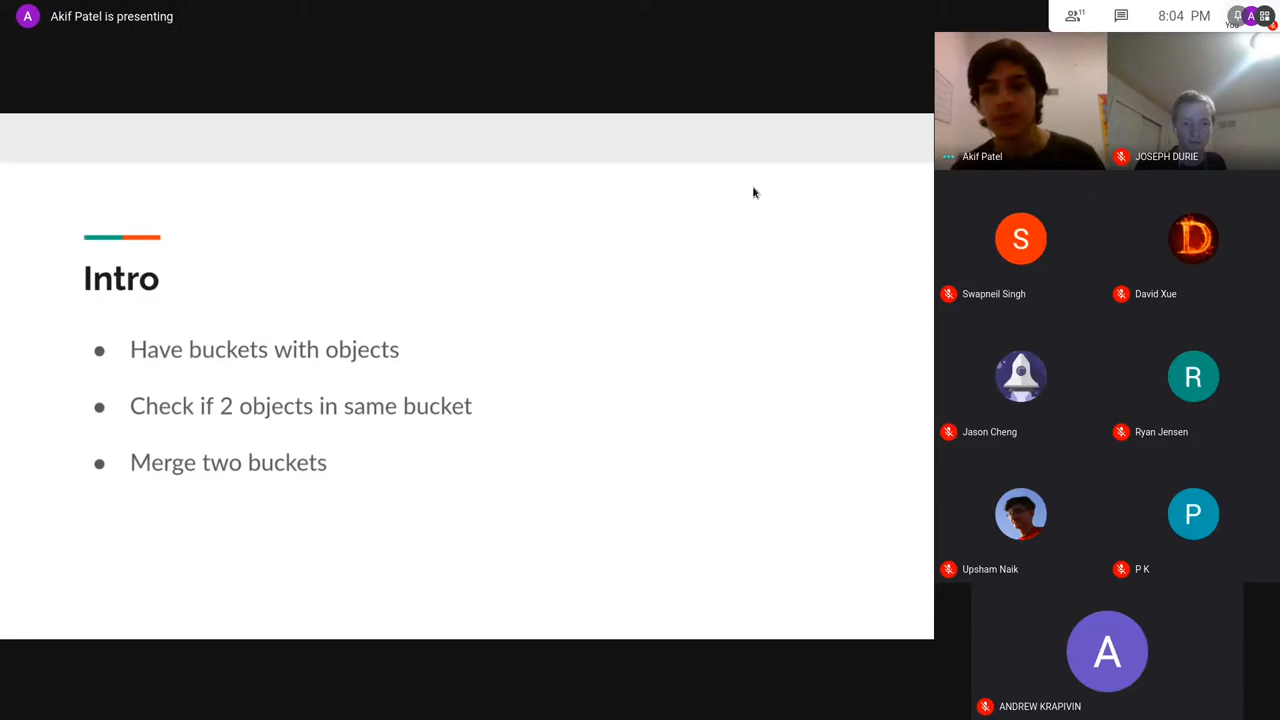 A
Akif Patel is presenting
11
8:04 PM
You
A
Intro
Have buckets with objects
Check if 2 objects in same bucket
Merge two buckets
Akif Patel
JOSEPH DURIE
S
D
Swapneil Singh
David Xue
R
Jason Cheng
Ryan Jensen
P
Upsham Naik
P K
A
ANDREW KRAPIVIN